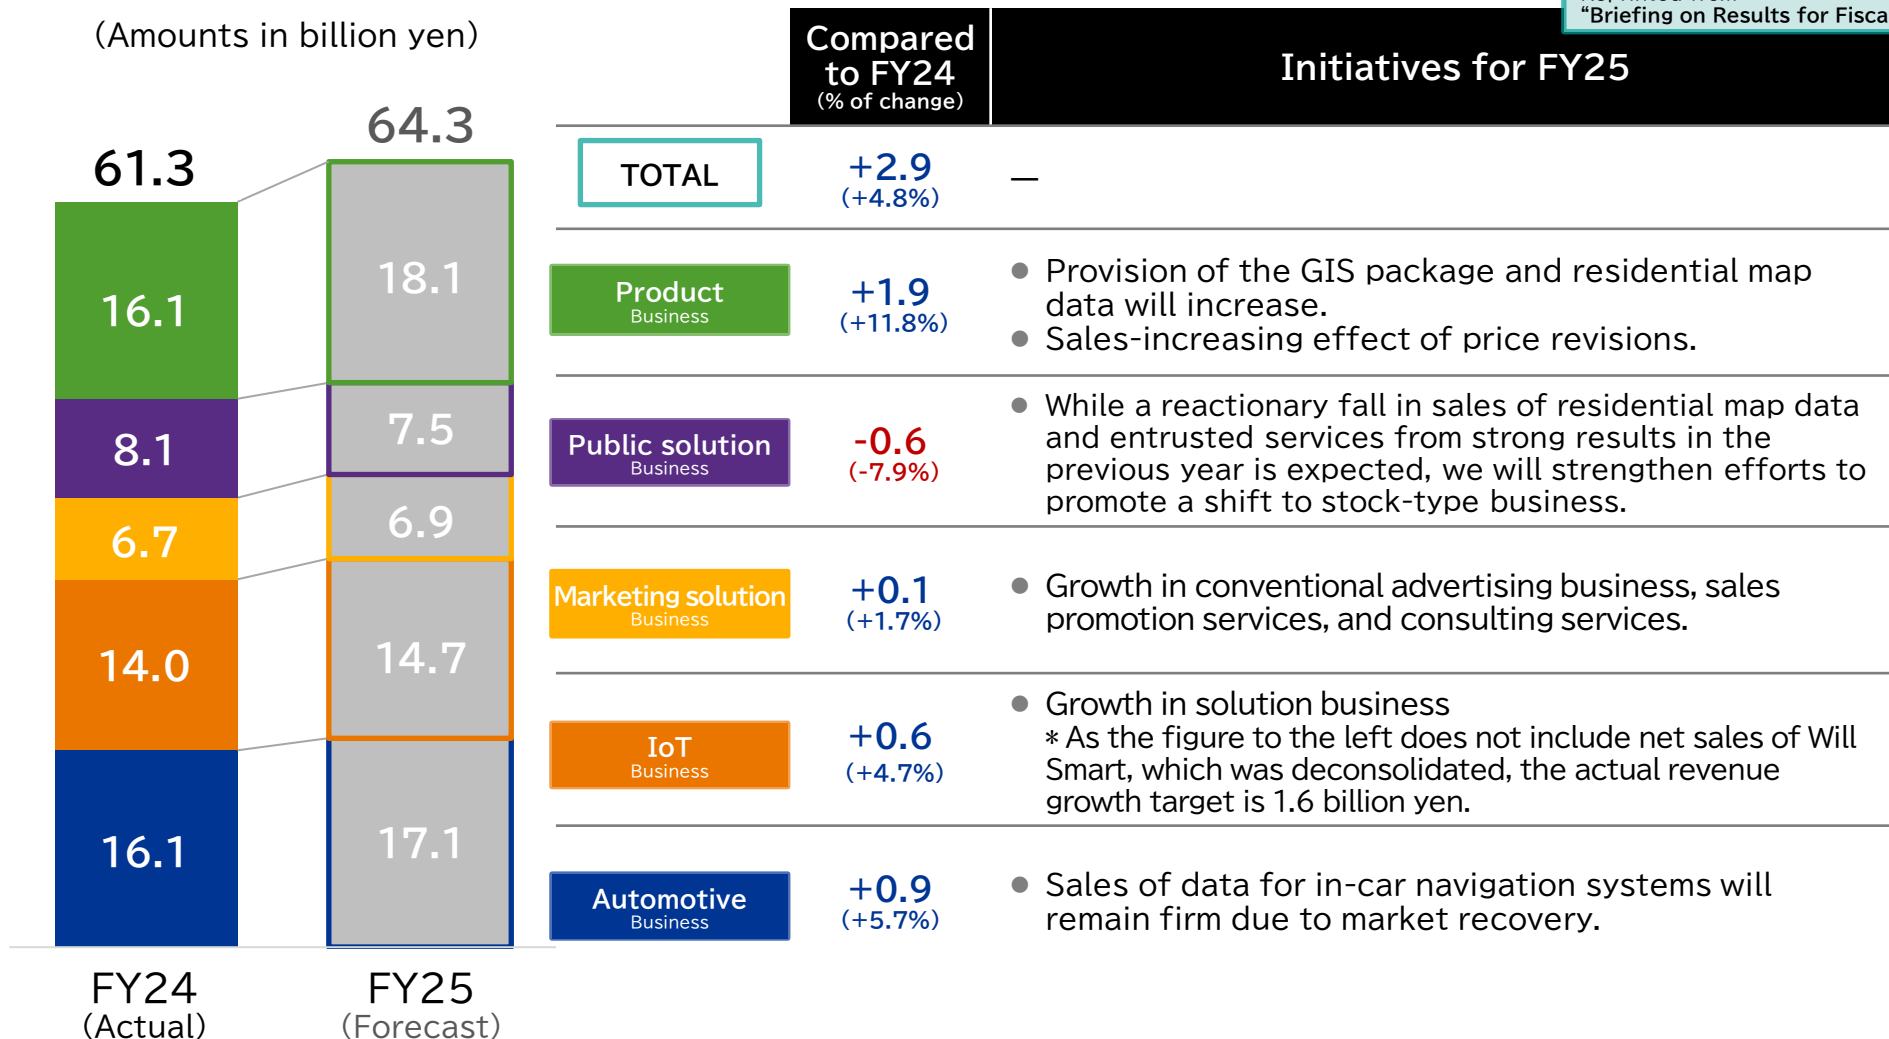 "Briefing on Results for Fisca
(Amounts in billion yen)
Compared
to FY24
(% of change)
Initiatives for FY25
61.3
64.3
16.1
8.1
6.7
14.0
16.1
18.1
7.5
6.9
14.7
17.1
FY24
(Actual)
FY25
(Forecast)
TOTAL
+2.9
(+4.8%)
—
Product
Business
+1.9
(+11.8%)
● Provision of the GIS package and residential map
data will increase.
● Sales-increasing effect of price revisions.
Public solution
Business
-0.6
(-7.9%)
● While a reactionary fall in sales of residential map data
and entrusted services from strong results in the
previous year is expected, we will strengthen efforts to
promote a shift to stock-type business.
Marketing solution
Business
+0.1
(+1.7%)
● Growth in conventional advertising business, sales
promotion services, and consulting services.
IoT
Business
+0.6
(+4.7%)
● Growth in solution business
* As the figure to the left does not include net sales of Will
Smart, which was deconsolidated, the actual revenue
growth target is 1.6 billion yen.
Automotive
Business
+0.9
(+5.7%)
● Sales of data for in-car navigation systems will
remain firm due to market recovery.